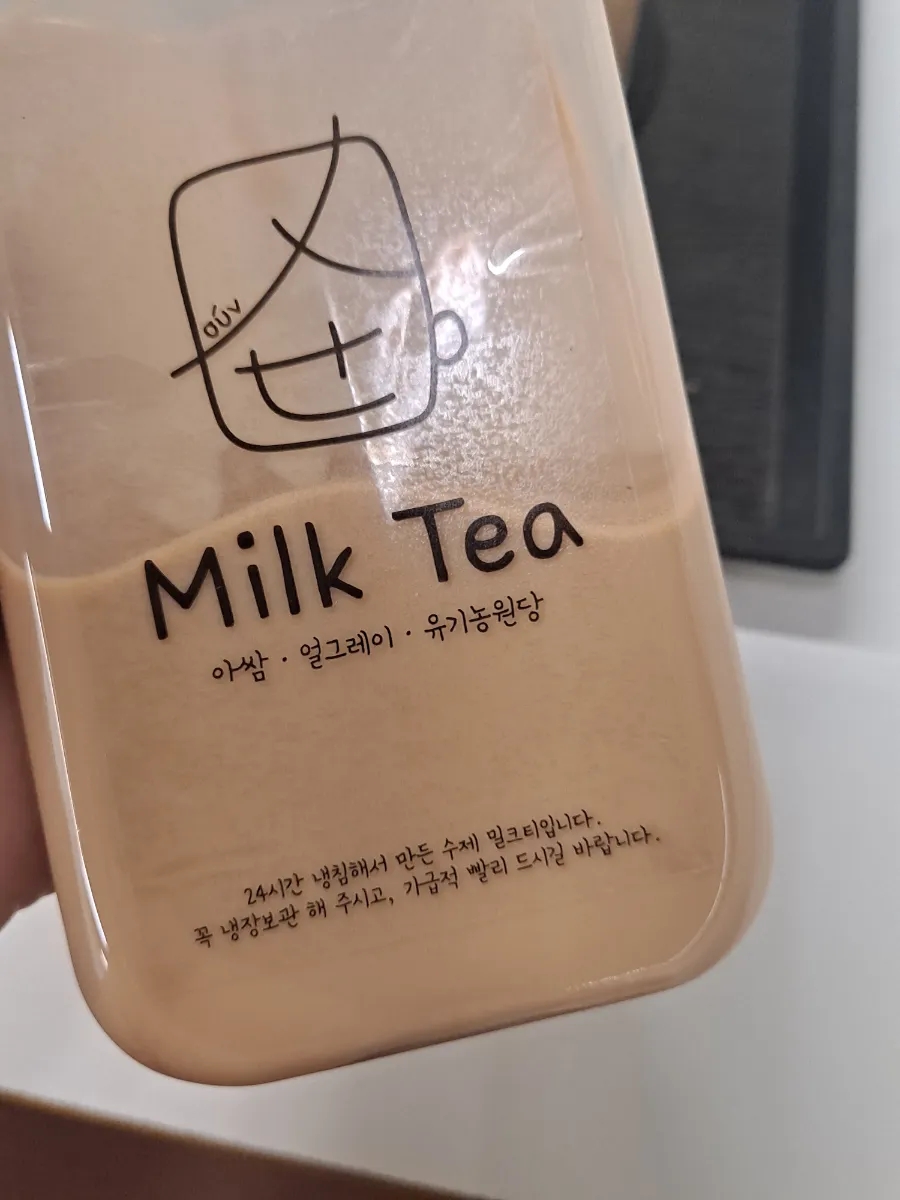 Milk Tea
아쌈 · 얼그레이 · 유기농원당
24시간 냉침해서 만든 수제 밀크티입니다.
꼭 냉장보관 해 주시고, 가급적 빨리 드시길 바랍니다.